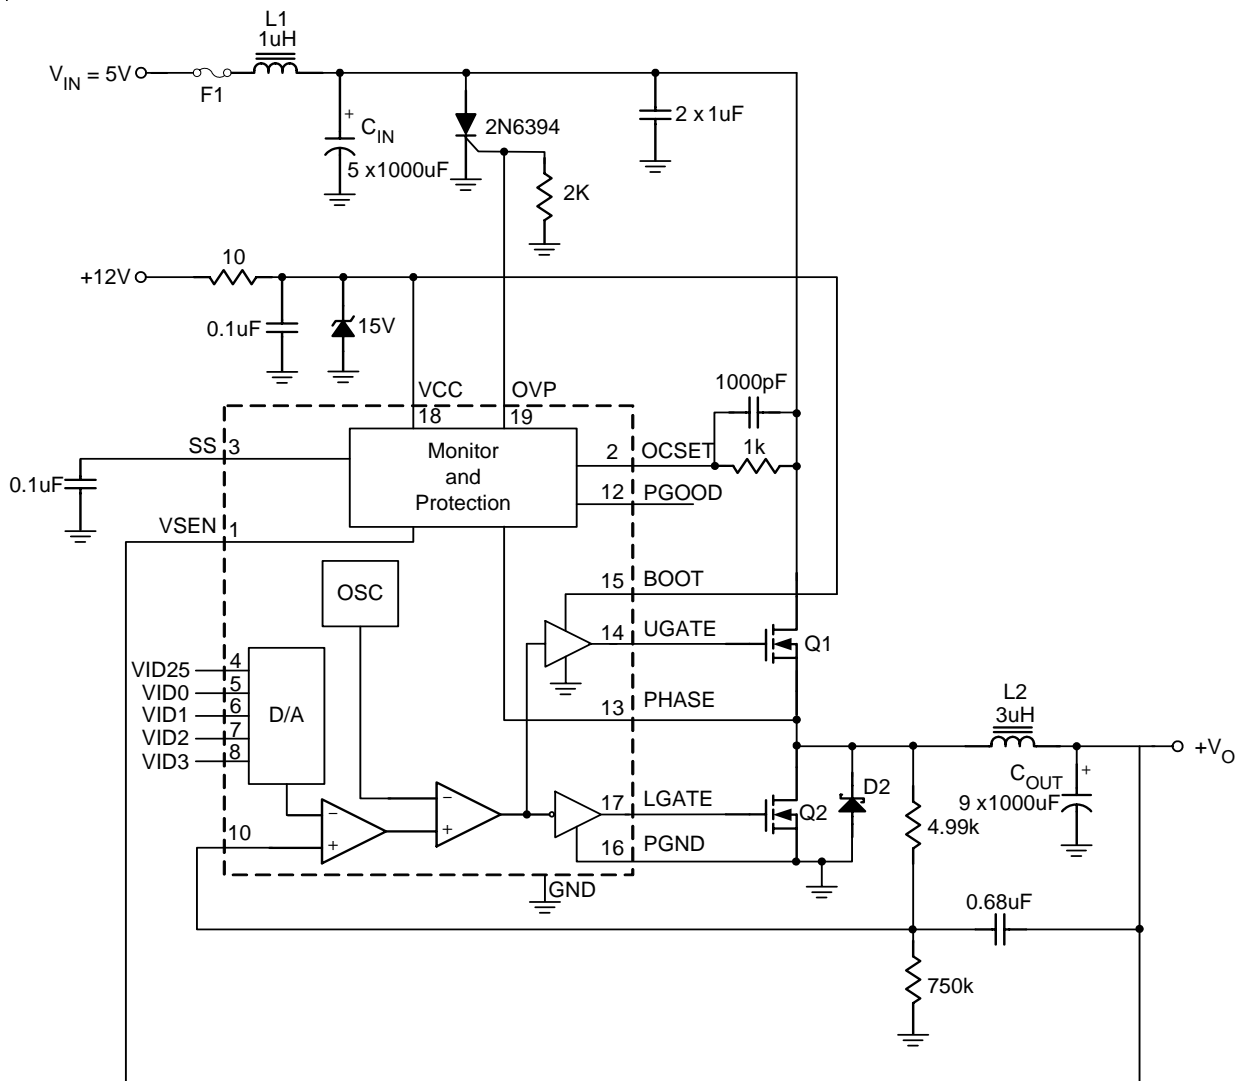 L1
1uH
V_IN = 5V
F1
+
C_IN
5 x1000uF
2N6394
2 x 1uF
2K
+12V
10
0.1uF
15V
VCC
OVP
18
19
1000pF
1k
SS
3
0.1uF
Monitor
and
Protection
2
OCSET
12
PGOOD
VSEN
1
OSC
15
BOOT
14
UGATE
Q1
VID25
4
VID0
5
VID1
6
VID2
7
VID3
8
D/A
13
PHASE
L2
3uH
+V_O
C_OUT
+
9 x1000uF
D2
−
+
−
+
10
17
LGATE
Q2
16
PGND
GND
4.99k
0.68uF
750k